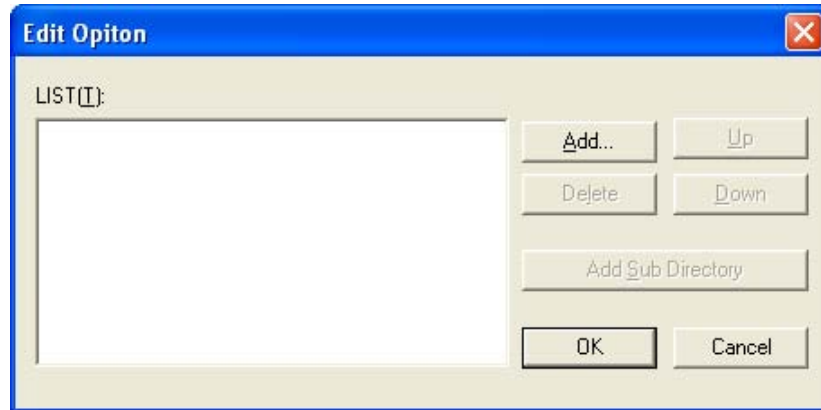 Edit Opiton
LIST(T):
Add... Up
Delete Down
Add Sub Directory
OK Cancel